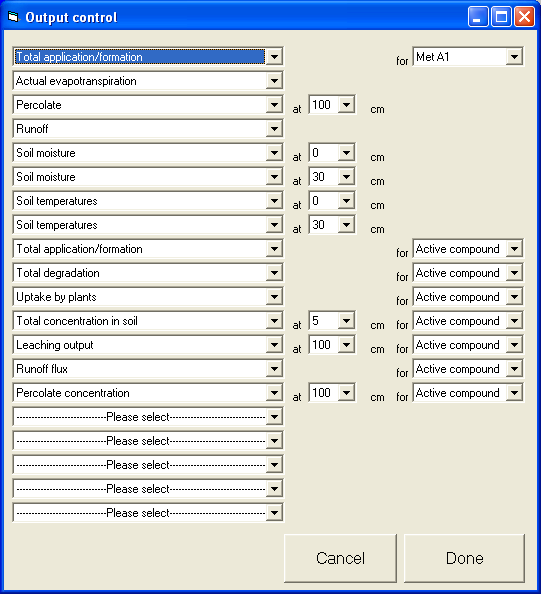 Output control
Total application/formation for Met A1
Actual evapotranspiration
Percolate at 100 cm
Runoff
Soil moisture at 0 cm
Soil moisture at 30 cm
Soil temperatures at 0 cm
Soil temperatures at 30 cm
Total application/formation for Active compound
Total degradation for Active compound
Uptake by plants for Active compound
Total concentration in soil at 5 cm for Active compound
Leaching output at 100 cm for Active compound
Runoff flux for Active compound
Percolate concentration at 100 cm for Active compound
------------------------------Please select--------------------------------
------------------------------Please select--------------------------------
------------------------------Please select--------------------------------
------------------------------Please select--------------------------------
------------------------------Please select--------------------------------
Cancel Done